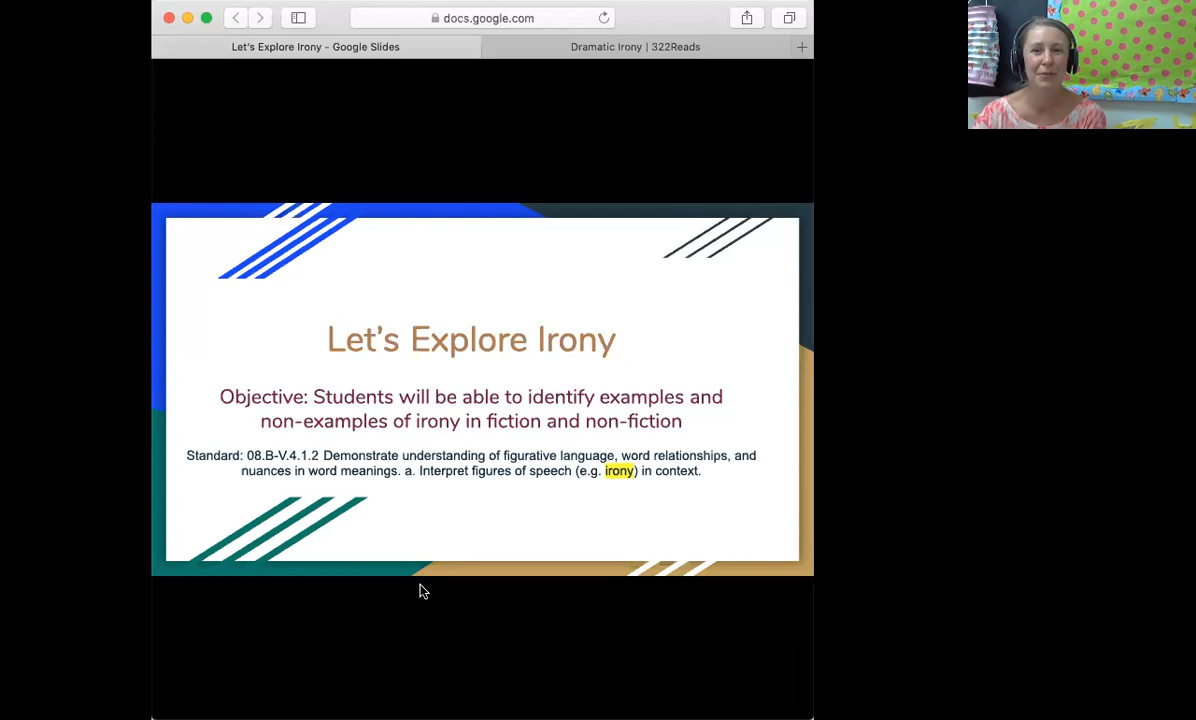 docs.google.com
Let's Explore Irony - Google Slides
Dramatic Irony | 322Reads
Let's Explore Irony
Objective: Students will be able to identify examples and
non-examples of irony in fiction and non-fiction
Standard: 08.B-V.4.1.2 Demonstrate understanding of figurative language, word relationships, and
nuances in word meanings. a. Interpret figures of speech (e.g. irony) in context.